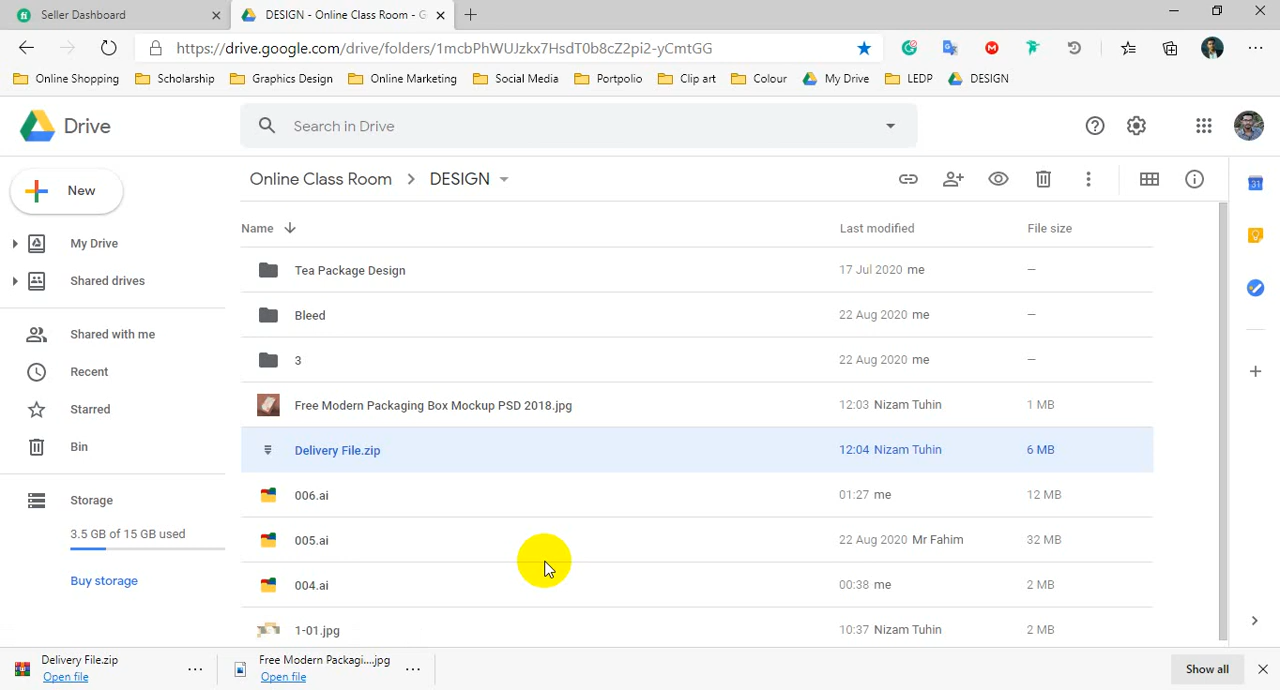 Seller Dashboard
DESIGN - Online Class Room - G
https://drive.google.com/drive/folders/1mcbPhWUJzkx7HsdT0b8cZ2pi2-yCmtGG
Online Shopping Scholarship Graphics Design Online Marketing Social Media Portpolio Clip art Colour My Drive LEDP DESIGN
Drive
Search in Drive
New
Online Class Room > DESIGN
Name Last modified File size
My Drive
Shared drives
Shared with me
Recent
Starred
Bin
Storage
3.5 GB of 15 GB used
Buy storage
Tea Package Design 17 Jul 2020 me —
Bleed 22 Aug 2020 me —
3 22 Aug 2020 me —
Free Modern Packaging Box Mockup PSD 2018.jpg 12:03 Nizam Tuhin 1 MB
Delivery File.zip 12:04 Nizam Tuhin 6 MB
006.ai 01:27 me 12 MB
005.ai 22 Aug 2020 Mr Fahim 32 MB
004.ai 00:38 me 2 MB
1-01.jpg 10:37 Nizam Tuhin 2 MB
31
Delivery File.zip
Open file
Free Modern Packagi....jpg
Open file
Show all